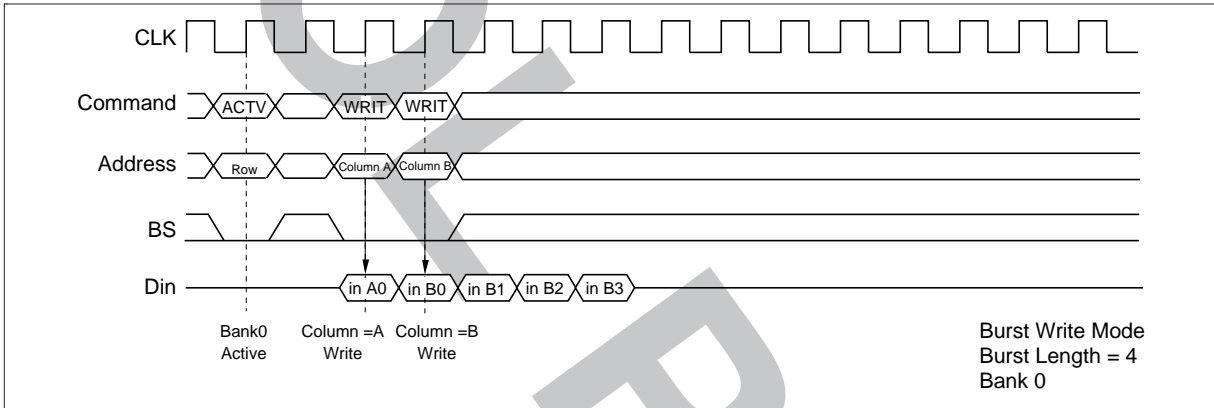 CLK
Command ACTV WRIT WRIT
Address Row Column A Column B
BS
Din in A0 in B0 in B1 in B2 in B3
Bank0 Column =A Column =B
Active Write Write
Burst Write Mode
Burst Length = 4
Bank 0